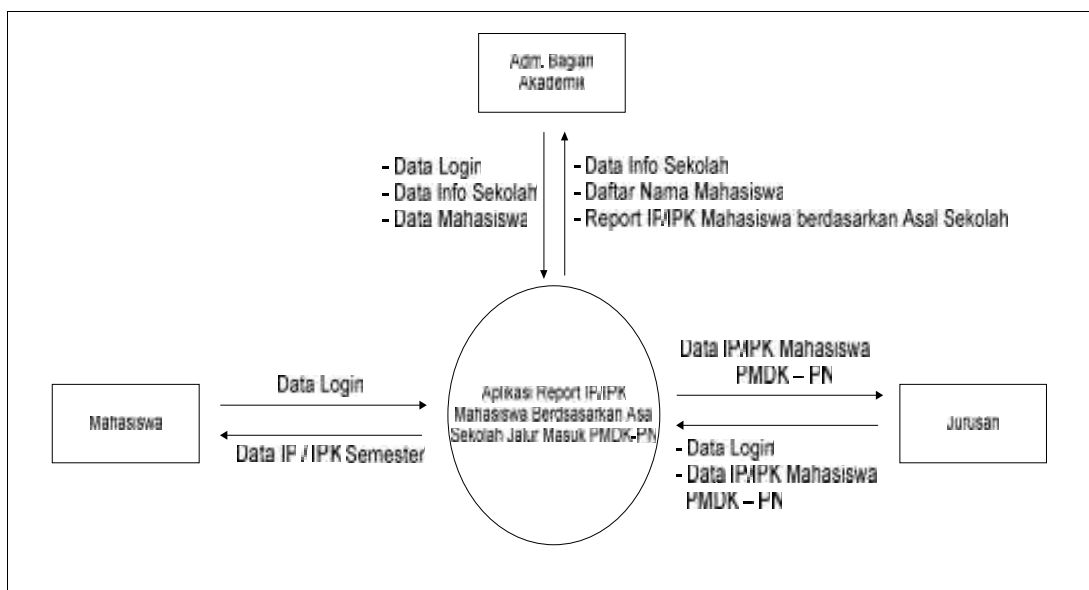 Adm. Bagian
Akademik
- Data Login
- Data Info Sekolah
- Data Mahasiswa
- Data Info Sekolah
- Daftar Nama Mahasiswa
- Report IP/IPK Mahasiswa berdasarkan Asal Sekolah
Mahasiswa
Data Login
Data IP / IPK Semester
Aplikasi Report IP/IPK
Mahasiswa Berdsasarkan Asal
Sekolah Jalur Masuk PMDK-PN
Data IP/IPK Mahasiswa
PMDK – PN
- Data Login
- Data IP/IPK Mahasiswa
PMDK – PN
Jurusan